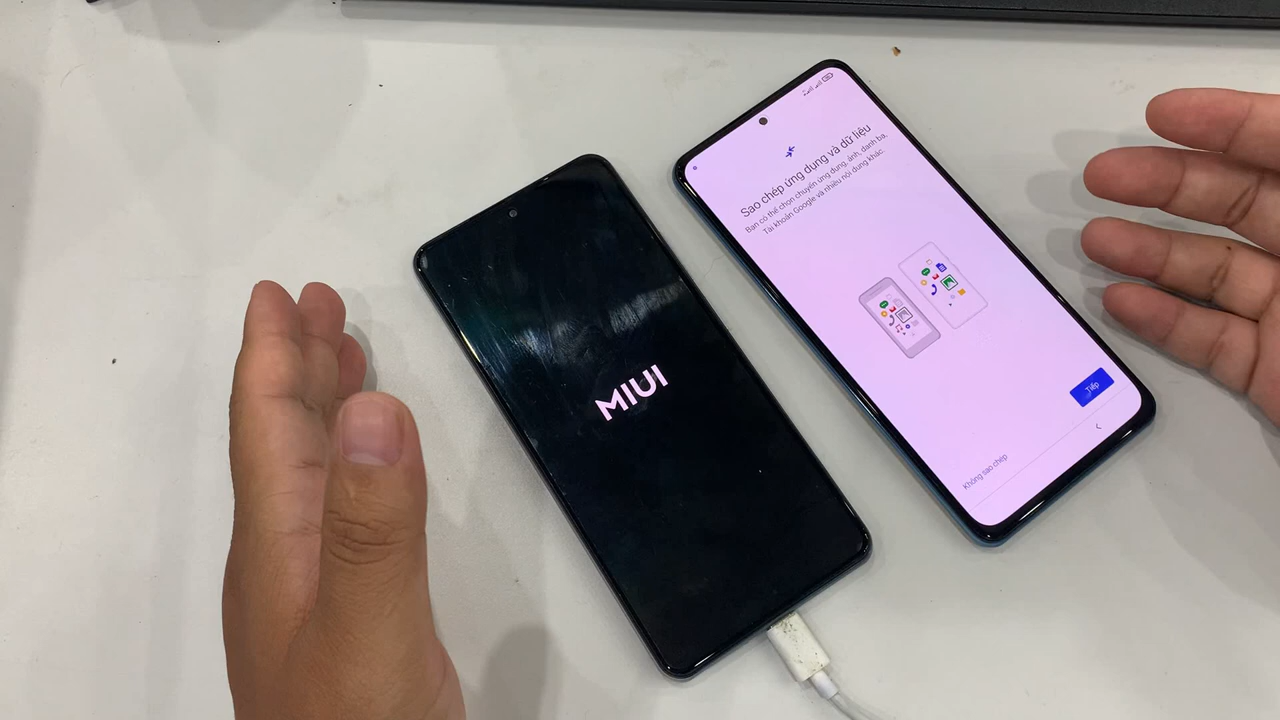 MIUI
Sao chép ứng dụng và dữ liệu
Bạn có thể chọn chuyển ứng dụng, ảnh, danh bạ,
Tài khoản Google và nhiều nội dung khác.
Tiếp
Không sao chép